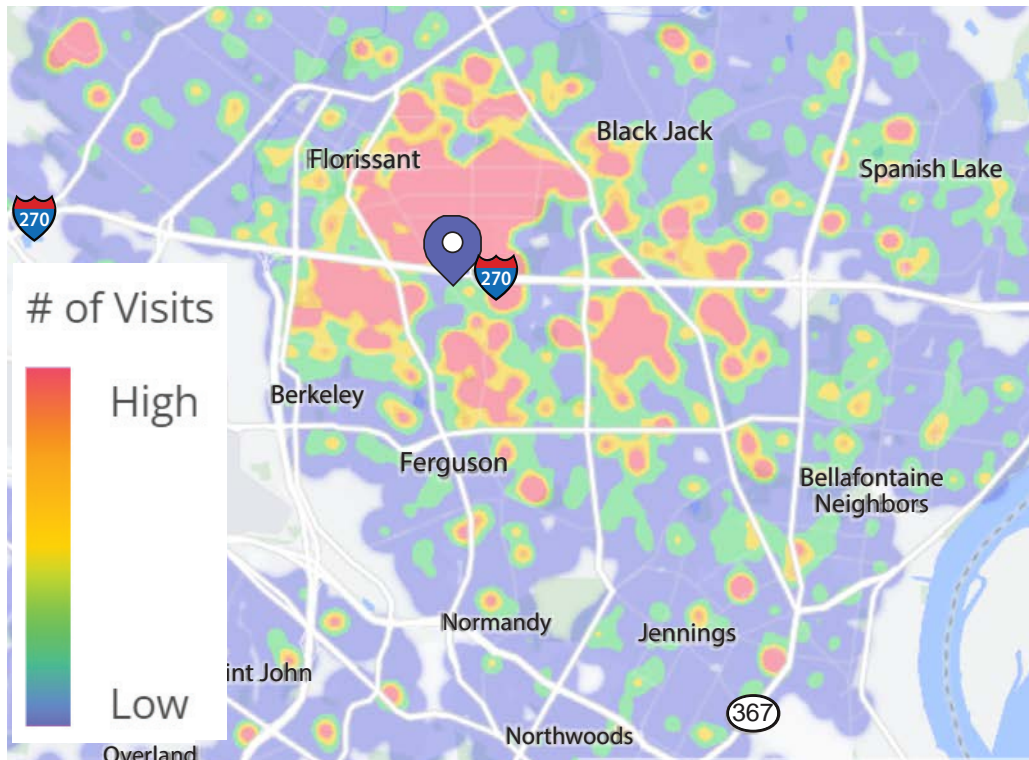 Black Jack
Florissant
Spanish Lake
270
270
# of Visits
High
Berkeley
Ferguson
Bellafontaine
Neighbors
Normandy
Jennings
int John
Low
367
Northwoods
Overland